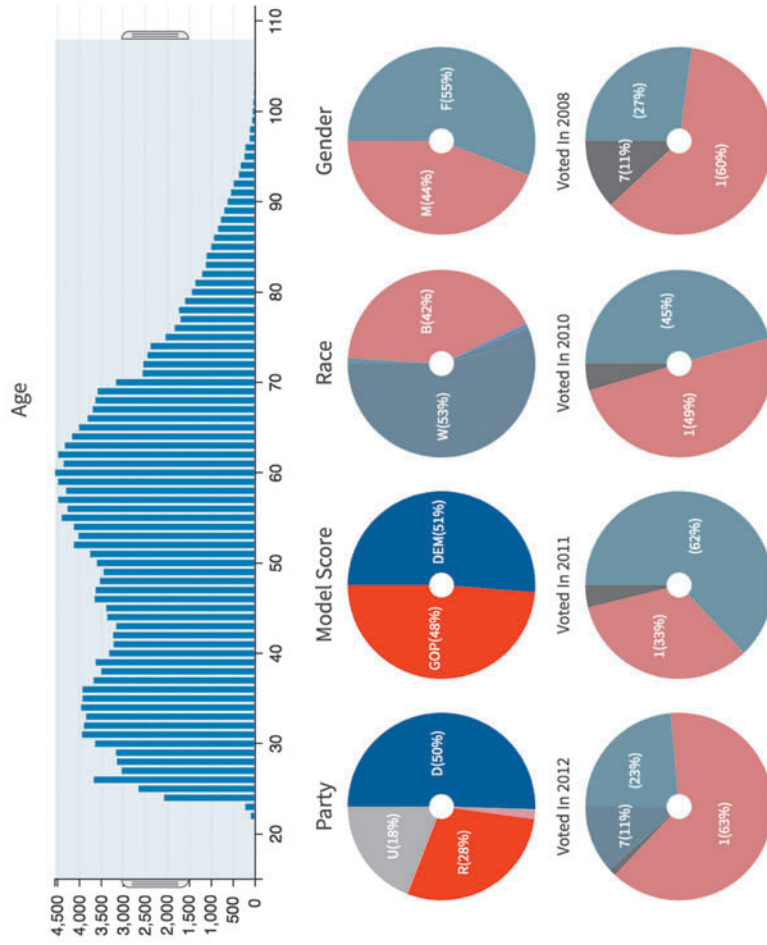 Age
4,500
4,000
3,500
3,000
2,500
2,000
1,500
1,000
500
0
20
30
40
50
60
70
80
90
100
110
Party
Model Score
Race
Gender
U(18%)
D(50%)
R(28%)
GOP(48%)
DEM(51%)
W(53%)
B(42%)
M(44%)
F(55%)
Voted In 2012
Voted In 2011
Voted In 2010
Voted In 2008
7(11%)
(23%)
1(63%)
1(33%)
(62%)
1(49%)
(45%)
7(11%)
(27%)
1(60%)